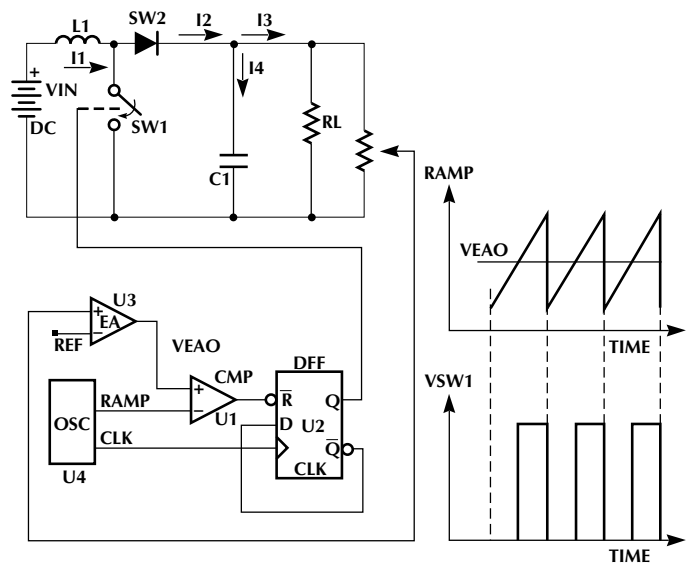 L1
SW2
I2
I3
I1
I4
+
VIN
DC
SW1
RL
C1
RAMP
VEAO
TIME
U3
+
EA
−
REF
VEAO
DFF
CMP
RAMP
+
−
U1
R
Q
D
U2
OSC
CLK
Q
CLK
U4
VSW1
TIME